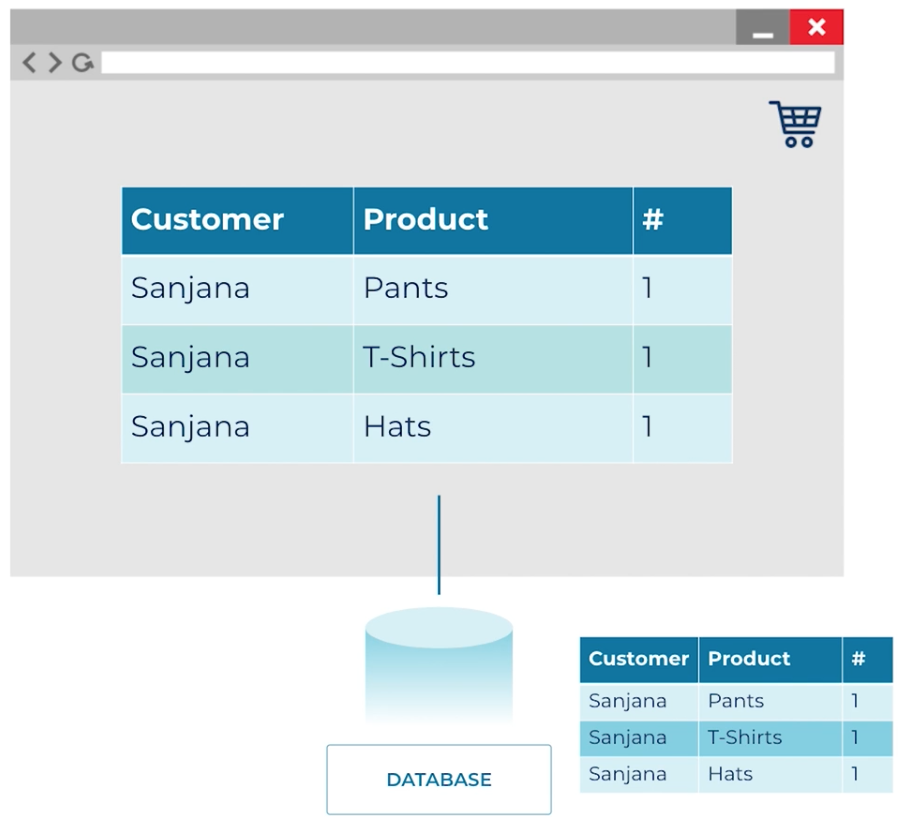 Customer Product #
Sanjana Pants 1
Sanjana T-Shirts 1
Sanjana Hats 1
Customer Product #
Sanjana Pants 1
Sanjana T-Shirts 1
Sanjana Hats 1
DATABASE